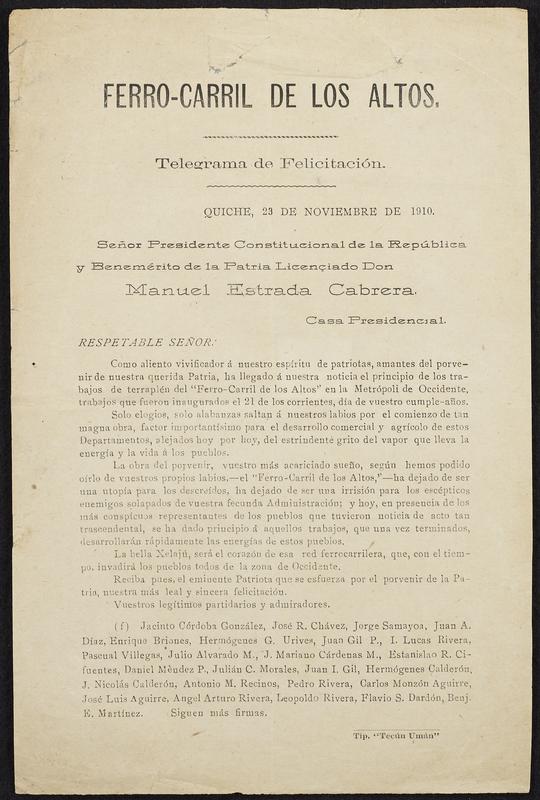 FERRO-CARRIL DE LOS ALTOS.
Telegrama de Felicitación.
QUICHE, 23 DE NOVIEMBRE DE 1910.
Señor Presidente Constitucional de la República
y Benemérito de la Patria Licenciado Don
Manuel Estrada Cabrera.
Casa Presidencial.
RESPETABLE SEÑOR:
Como aliento vivificador á nuestro espíritu de patriotas, amantes del porve-
nir de nuestra querida Patria, ha llegado á nuestra noticia el principio de los tra-
bajos de terraplén del "Ferro-Carril de los Altos" en la Metrópoli de Occidente,
trabajos que fueron inaugurados el 21 de los corrientes, día de vuestro cumple-años.
Solo elogios, solo alabanzas saltan á nuestros labios por el comienzo de tan
magna obra, factor importantísimo para el desarrollo comercial y agrícolo de estos
Departamentos, alejados hoy por hoy, del estrindente grito del vapor que lleva la
energía y la vida á los pueblos.
La obra del porvenir, vuestro más acariciado sueño, según hemos podido
oírlo de vuestros propios labios,—el "Ferro-Carril de los Altos,"—ha dejado de ser
una utopía para los descreídos, ha dejado de ser una irrisión para los escépticos
enemigos solapados de vuestra fecunda Administración; y hoy, en presencia de los
más conspícuos representantes de los pueblos que tuvieron noticia de acto tan
trascendental, se ha dado principio á aquellos trabajos, que una vez terminados,
desarrollarán rápidamente las energías de estos pueblos.
La bella Xelajú, será el corazón de esa red ferrocarrilera, que, con el tiem-
po, invadirá los pueblos todos de la zona de Occidente.
Reciba pues, el eminente Patriota que se esfuerza por el porvenir de la Pa-
tria, nuestra más leal y sincera felicitación.
Vuestros legítimos partidarios y admiradores.
(f) Jacinto Córdoba González, José R. Chávez, Jorge Samayoa, Juan A.
Díaz, Enrique Briones, Hermógenes G. Urives, Juan Gil P., I. Lucas Rivera,
Pascual Villegas, Julio Alvarado M., J. Mariano Cárdenas M., Estanislao R. Ci-
fuentes, Daniel Méndez P., Julián C. Morales, Juan I. Gil, Hermógenes Calderón,
J. Nicolás Calderón, Antonio M. Recinos, Pedro Rivera, Carlos Monzón Aguirre,
José Luis Aguirre, Angel Arturo Rivera, Leopoldo Rivera, Flavio S. Dardón, Benj.
E. Martínez. Siguen más firmas.
Tip. "Tecún Umán"